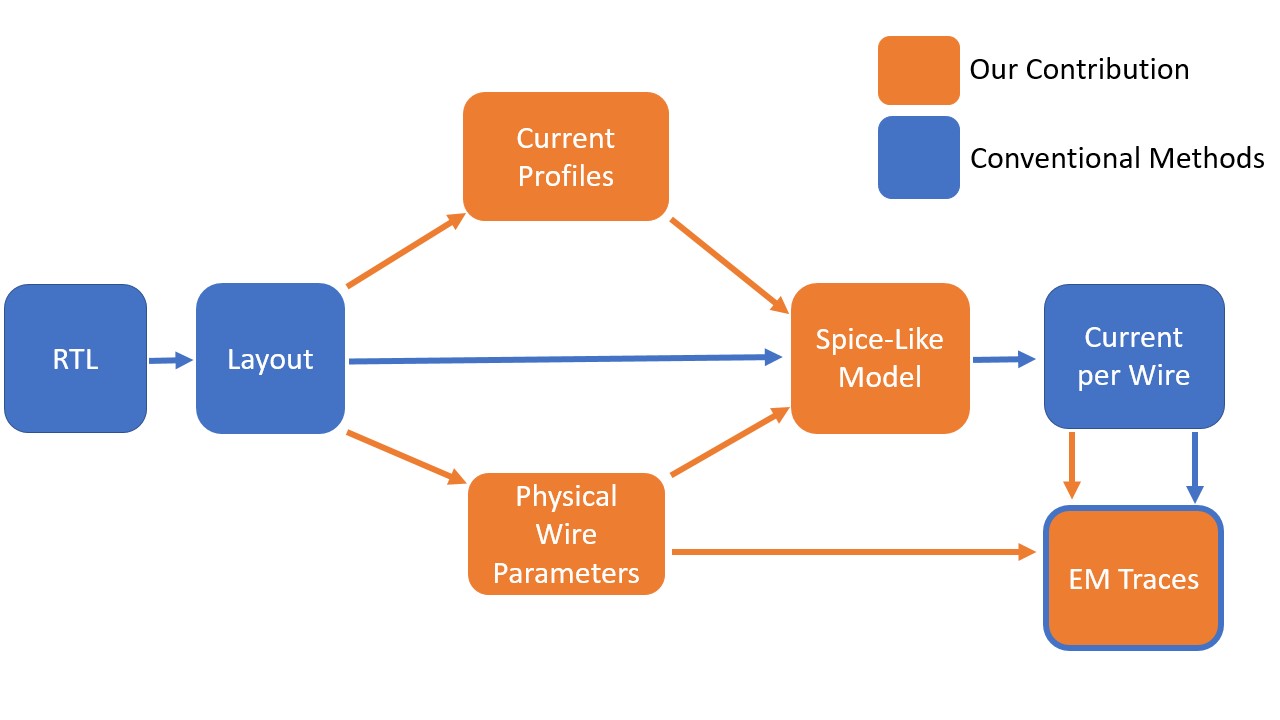 Our Contribution
Conventional Methods
Current
Profiles
RTL
Layout
Spice-Like
Model
Current
per Wire
Physical
Wire
Parameters
EM Traces